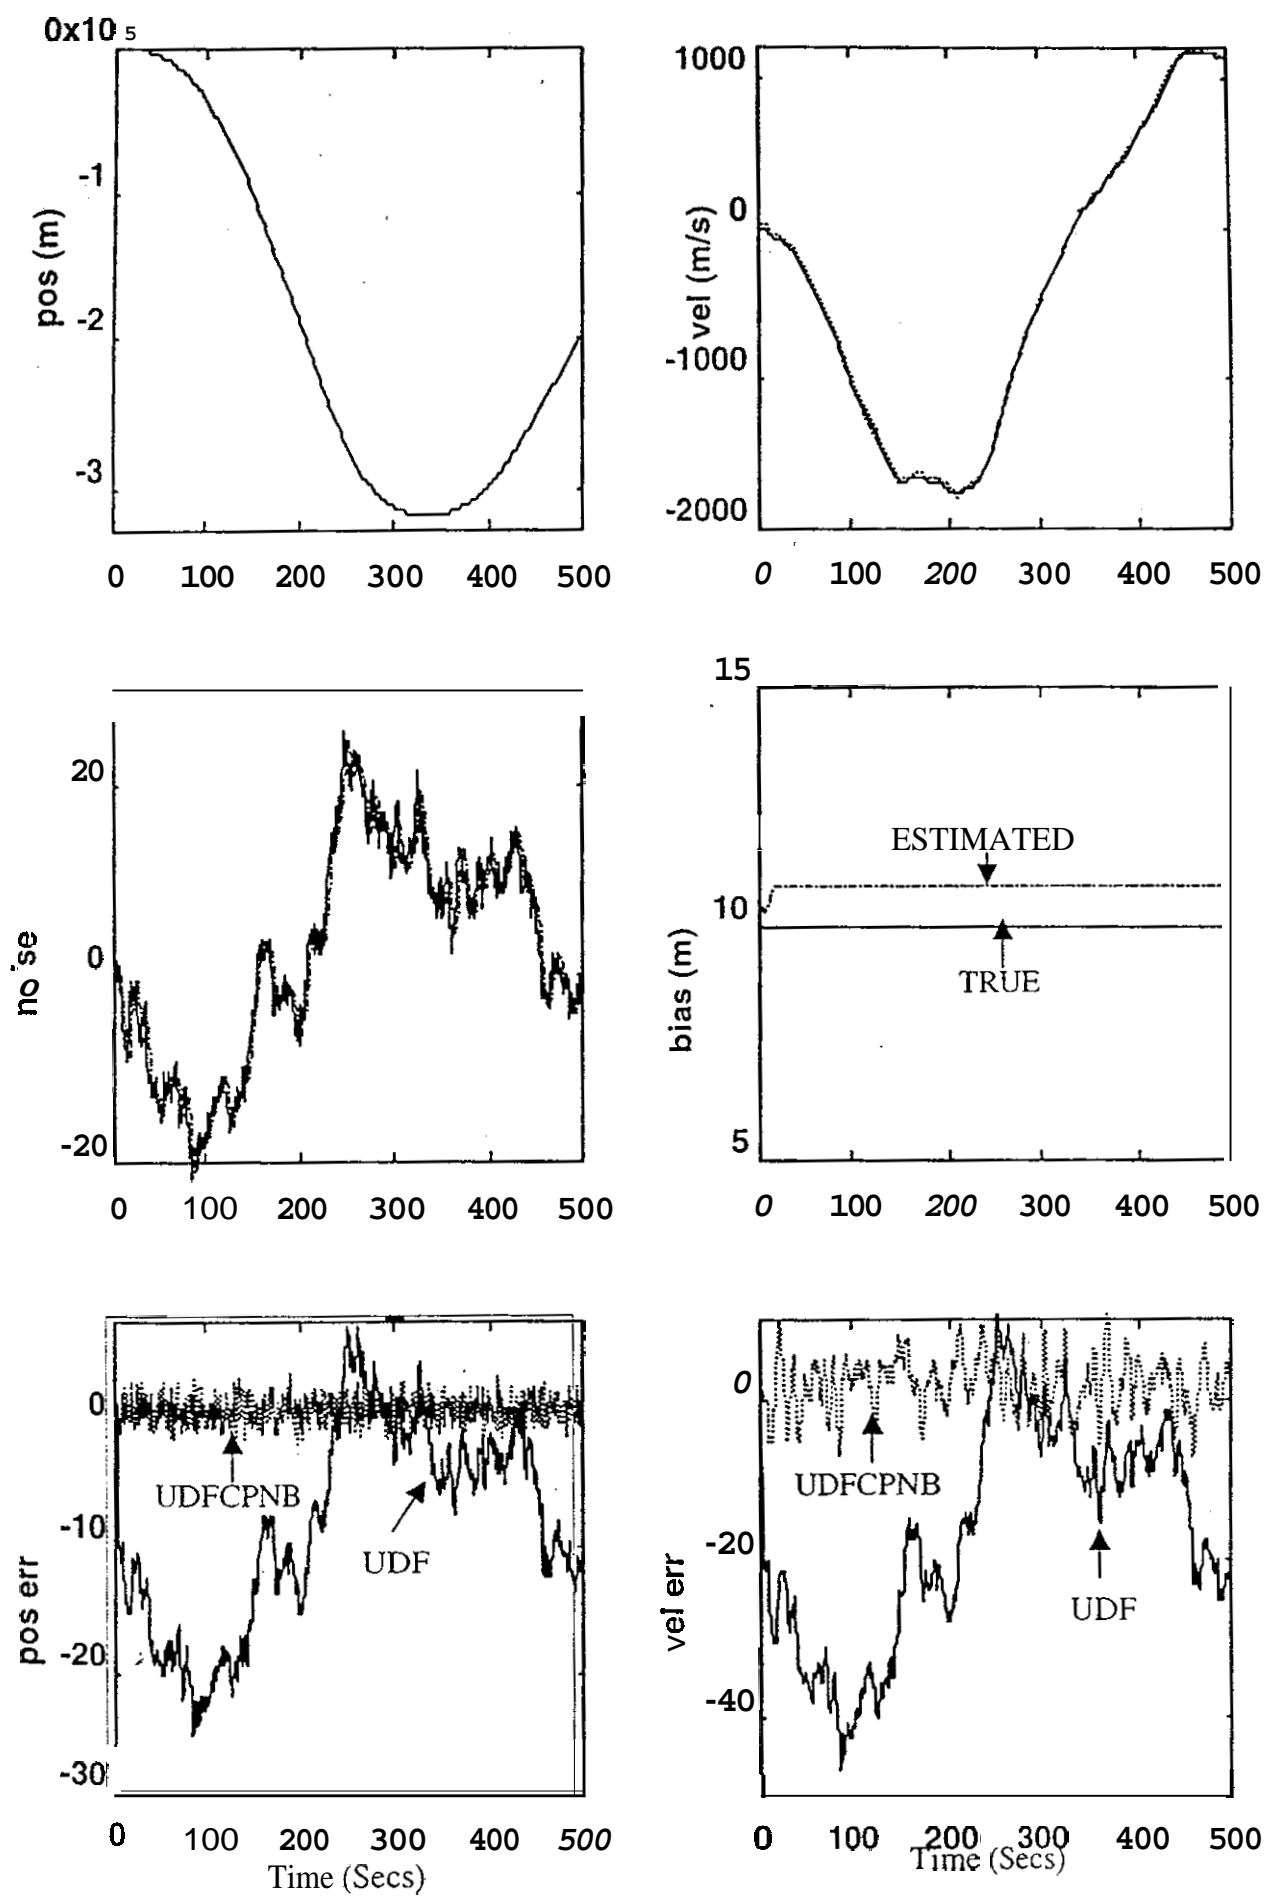 0x10 5
-1
-2
-3
pos (m)
0 100 200 300 400 500
1000
0
-1000
-2000
vel (m/s)
0 100 200 300 400 500
20
0
-20
no se
0 100 200 300 400 500
15
10
5
bias (m)
ESTIMATED
TRUE
0 100 200 300 400 500
0
-10
-20
-30
pos err
UDFCPNB
UDF
0 100 200 300 400 500
Time (Secs)
0
-20
-40
vel err
UDFCPNB
UDF
0 100 200 300 400 500
Time (Secs)